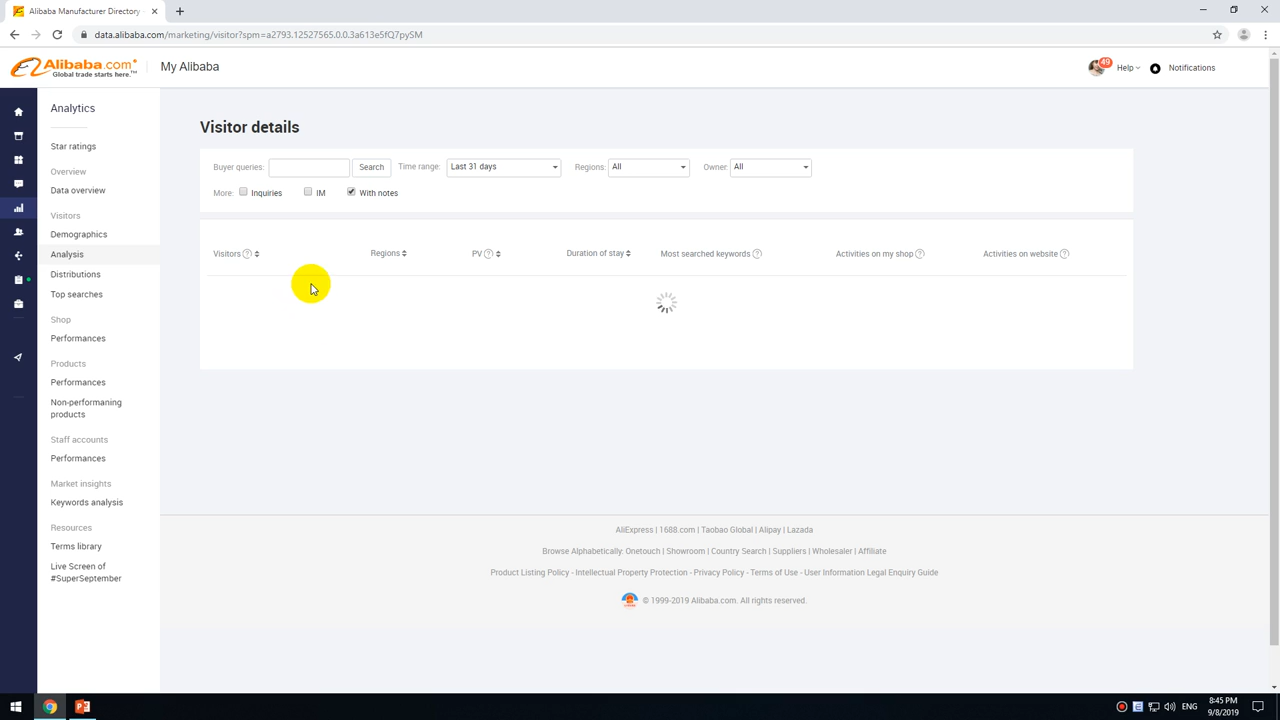 Alibaba Manufacturer Directory -
data.alibaba.com/marketing/visitor?spm=a2793.12527565.0.0.3a613e5fQ7pySM
Alibaba.com
Global trade starts here.™
My Alibaba
49
Help
Notifications
Analytics
Star ratings
Overview
Data overview
Visitors
Demographics
Analysis
Distributions
Top searches
Shop
Performances
Products
Performances
Non-performaning
products
Staff accounts
Performances
Market insights
Keywords analysis
Resources
Terms library
Live Screen of
#SuperSeptember
Visitor details
Buyer queries: Search Time range: Last 31 days Regions: All Owner: All
More: Inquiries IM With notes
Visitors ? Regions PV ? Duration of stay Most searched keywords ? Activities on my shop ? Activities on website ?
AliExpress | 1688.com | Taobao Global | Alipay | Lazada
Browse Alphabetically: Onetouch | Showroom | Country Search | Suppliers | Wholesaler | Affiliate
Product Listing Policy - Intellectual Property Protection - Privacy Policy - Terms of Use - User Information Legal Enquiry Guide
© 1999-2019 Alibaba.com. All rights reserved.
ENG
8:45 PM
9/8/2019